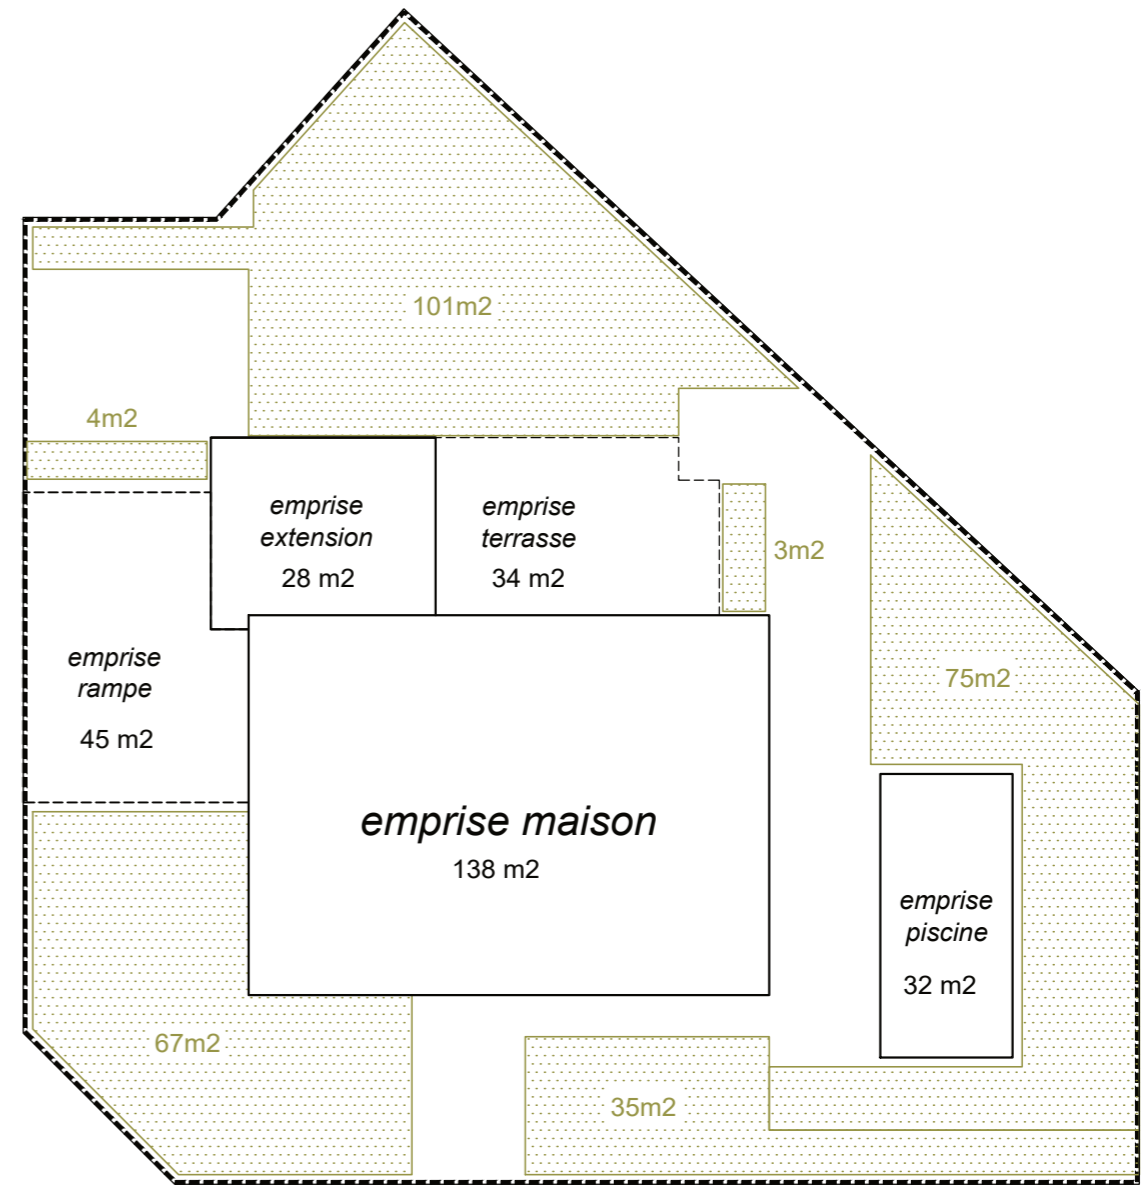 101m2
4m2
emprise
extension
28 m2
emprise
terrasse
34 m2
3m2
emprise
rampe
45 m2
75m2
emprise maison
138 m2
emprise
piscine
32 m2
67m2
35m2